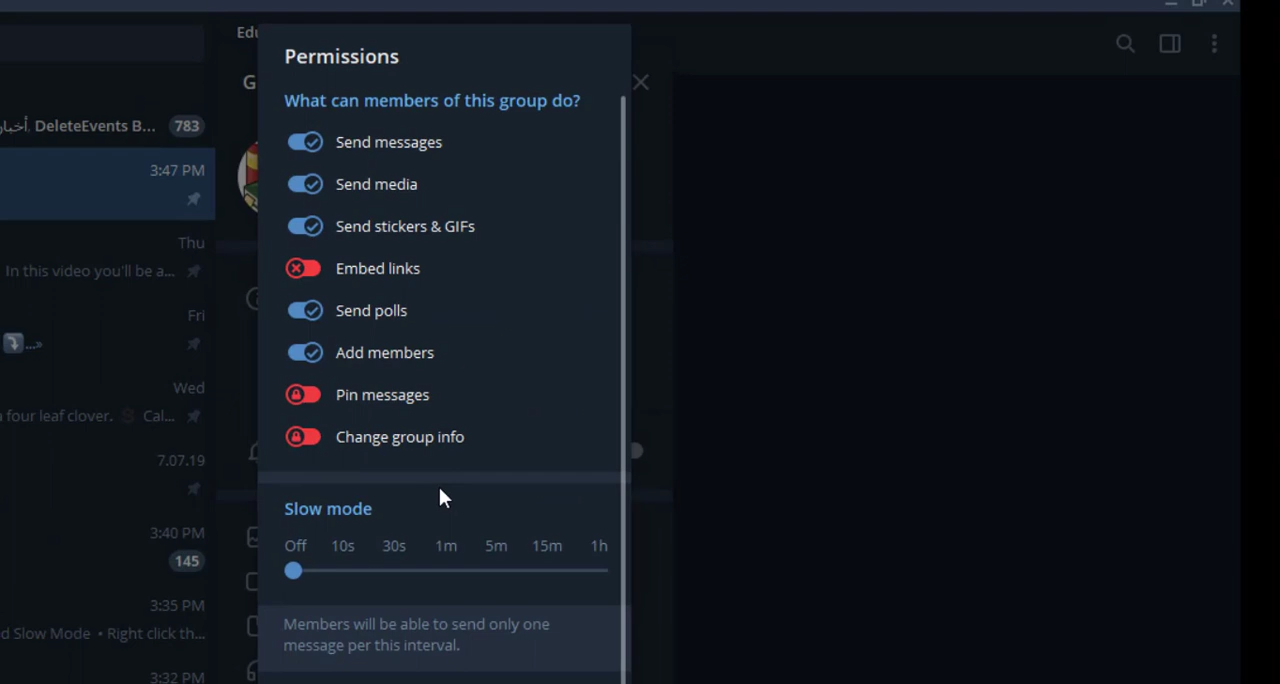 Permissions
What can members of this group do?
Send messages
Send media
Send stickers & GIFs
Embed links
Send polls
Add members
Pin messages
Change group info
Slow mode
Off 10s 30s 1m 5m 15m 1h
Members will be able to send only one
message per this interval.
DeleteEvents B... 783
3:47 PM
Thu
In this video you'll be a...
Fri
...»
Wed
a four leaf clover. Cal...
7.07.19
3:40 PM
145
3:35 PM
d Slow Mode • Right click th...
3:32 PM
Edu
G